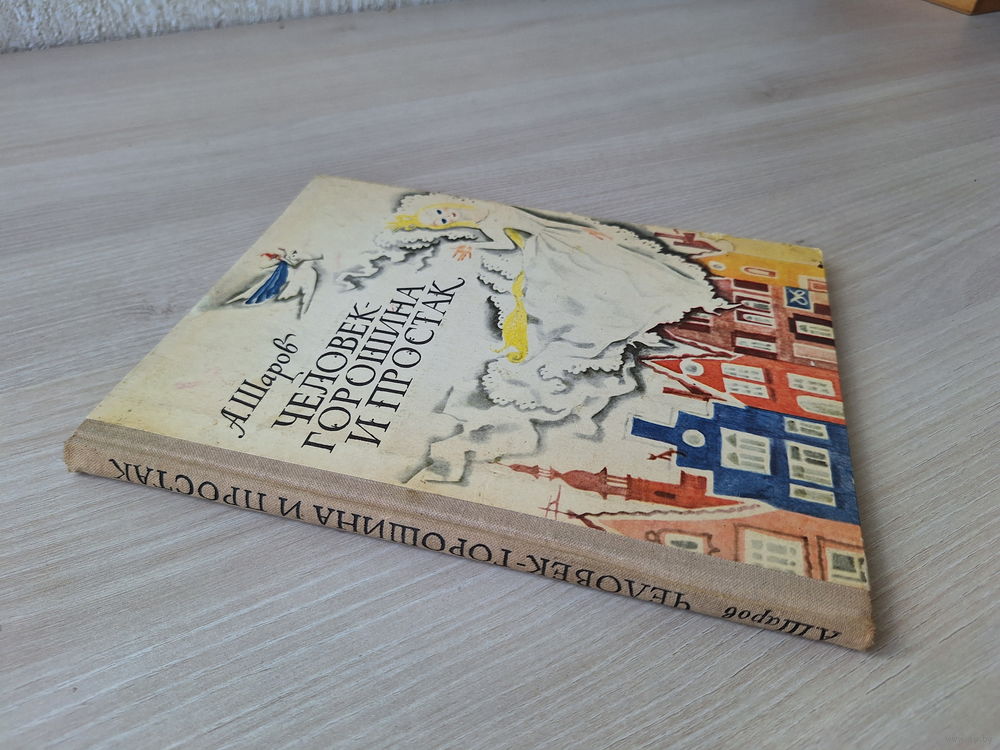 А. Шаров
ЧЕЛОВЕК-
ГОРОШИНА
И ПРОСТАК
А. Шаров ЧЕЛОВЕК-ГОРОШИНА И ПРОСТАК